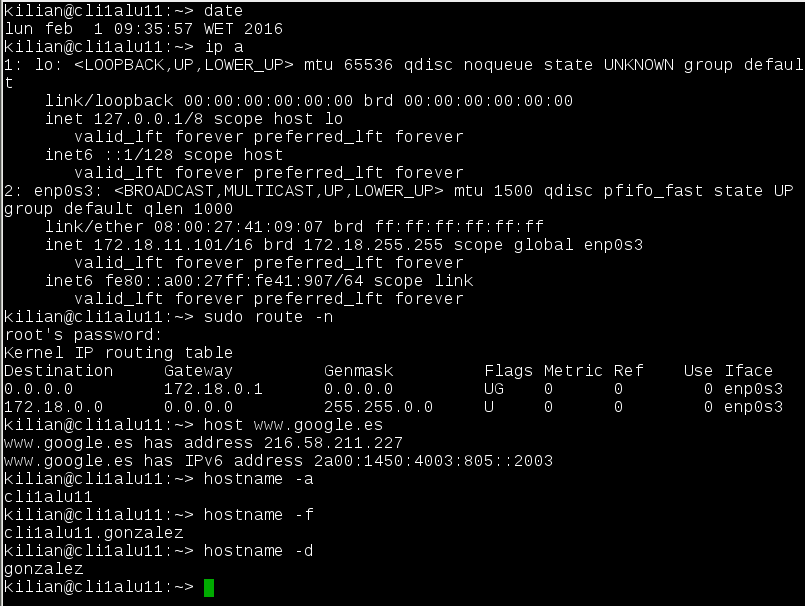 kilian@cli1alu11:~> date
lun feb  1 09:35:57 WET 2016
kilian@cli1alu11:~> ip a
1: lo: <LOOPBACK,UP,LOWER_UP> mtu 65536 qdisc noqueue state UNKNOWN group defaul
t
    link/loopback 00:00:00:00:00:00 brd 00:00:00:00:00:00
    inet 127.0.0.1/8 scope host lo
       valid_lft forever preferred_lft forever
    inet6 ::1/128 scope host
       valid_lft forever preferred_lft forever
2: enp0s3: <BROADCAST,MULTICAST,UP,LOWER_UP> mtu 1500 qdisc pfifo_fast state UP
group default qlen 1000
    link/ether 08:00:27:41:09:07 brd ff:ff:ff:ff:ff:ff
    inet 172.18.11.101/16 brd 172.18.255.255 scope global enp0s3
       valid_lft forever preferred_lft forever
    inet6 fe80::a00:27ff:fe41:907/64 scope link
       valid_lft forever preferred_lft forever
kilian@cli1alu11:~> sudo route -n
root's password:
Kernel IP routing table
Destination     Gateway         Genmask         Flags Metric Ref    Use Iface
0.0.0.0         172.18.0.1      0.0.0.0         UG    0      0        0 enp0s3
172.18.0.0      0.0.0.0         255.255.0.0     U     0      0        0 enp0s3
kilian@cli1alu11:~> host www.google.es
www.google.es has address 216.58.211.227
www.google.es has IPv6 address 2a00:1450:4003:805::2003
kilian@cli1alu11:~> hostname -a
cli1alu11
kilian@cli1alu11:~> hostname -f
cli1alu11.gonzalez
kilian@cli1alu11:~> hostname -d
gonzalez
kilian@cli1alu11:~>